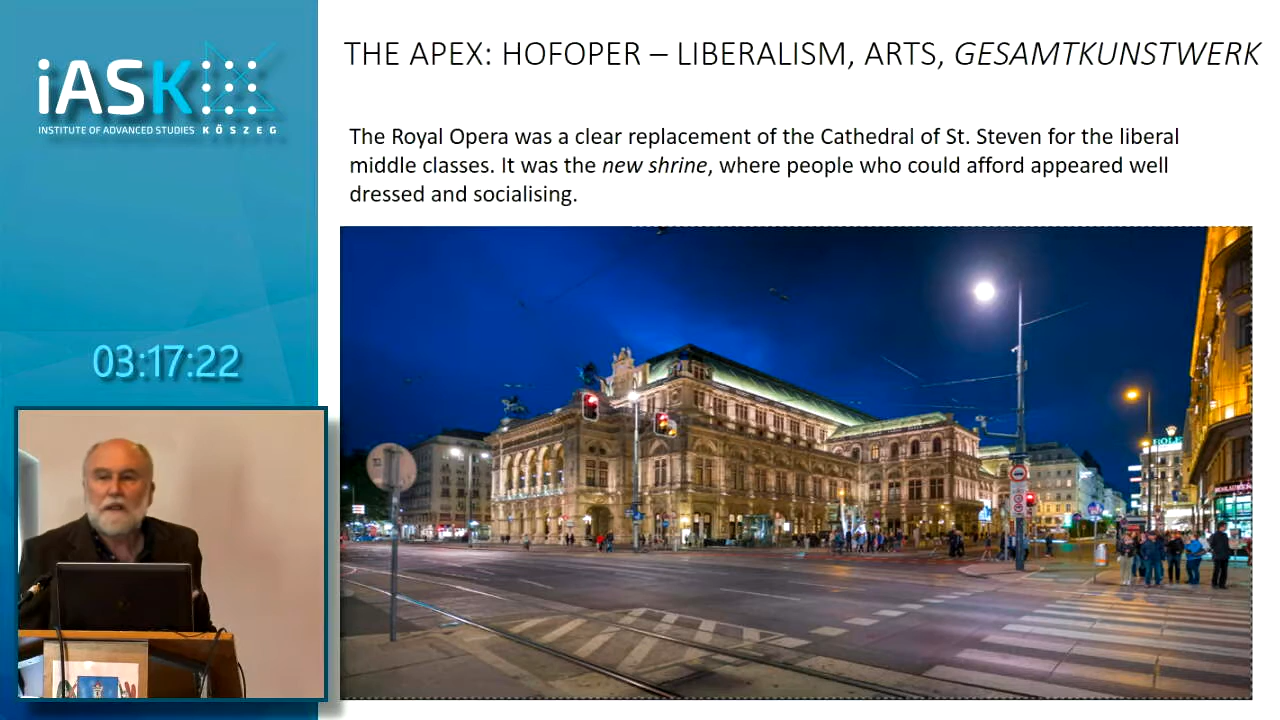 iASK
INSTITUTE OF ADVANCED STUDIES KŐSZEG
03:17:22
THE APEX: HOFOPER – LIBERALISM, ARTS, GESAMTKUNSTWERK
The Royal Opera was a clear replacement of the Cathedral of St. Steven for the liberal
middle classes. It was the new shrine, where people who could afford appeared well
dressed and socialising.